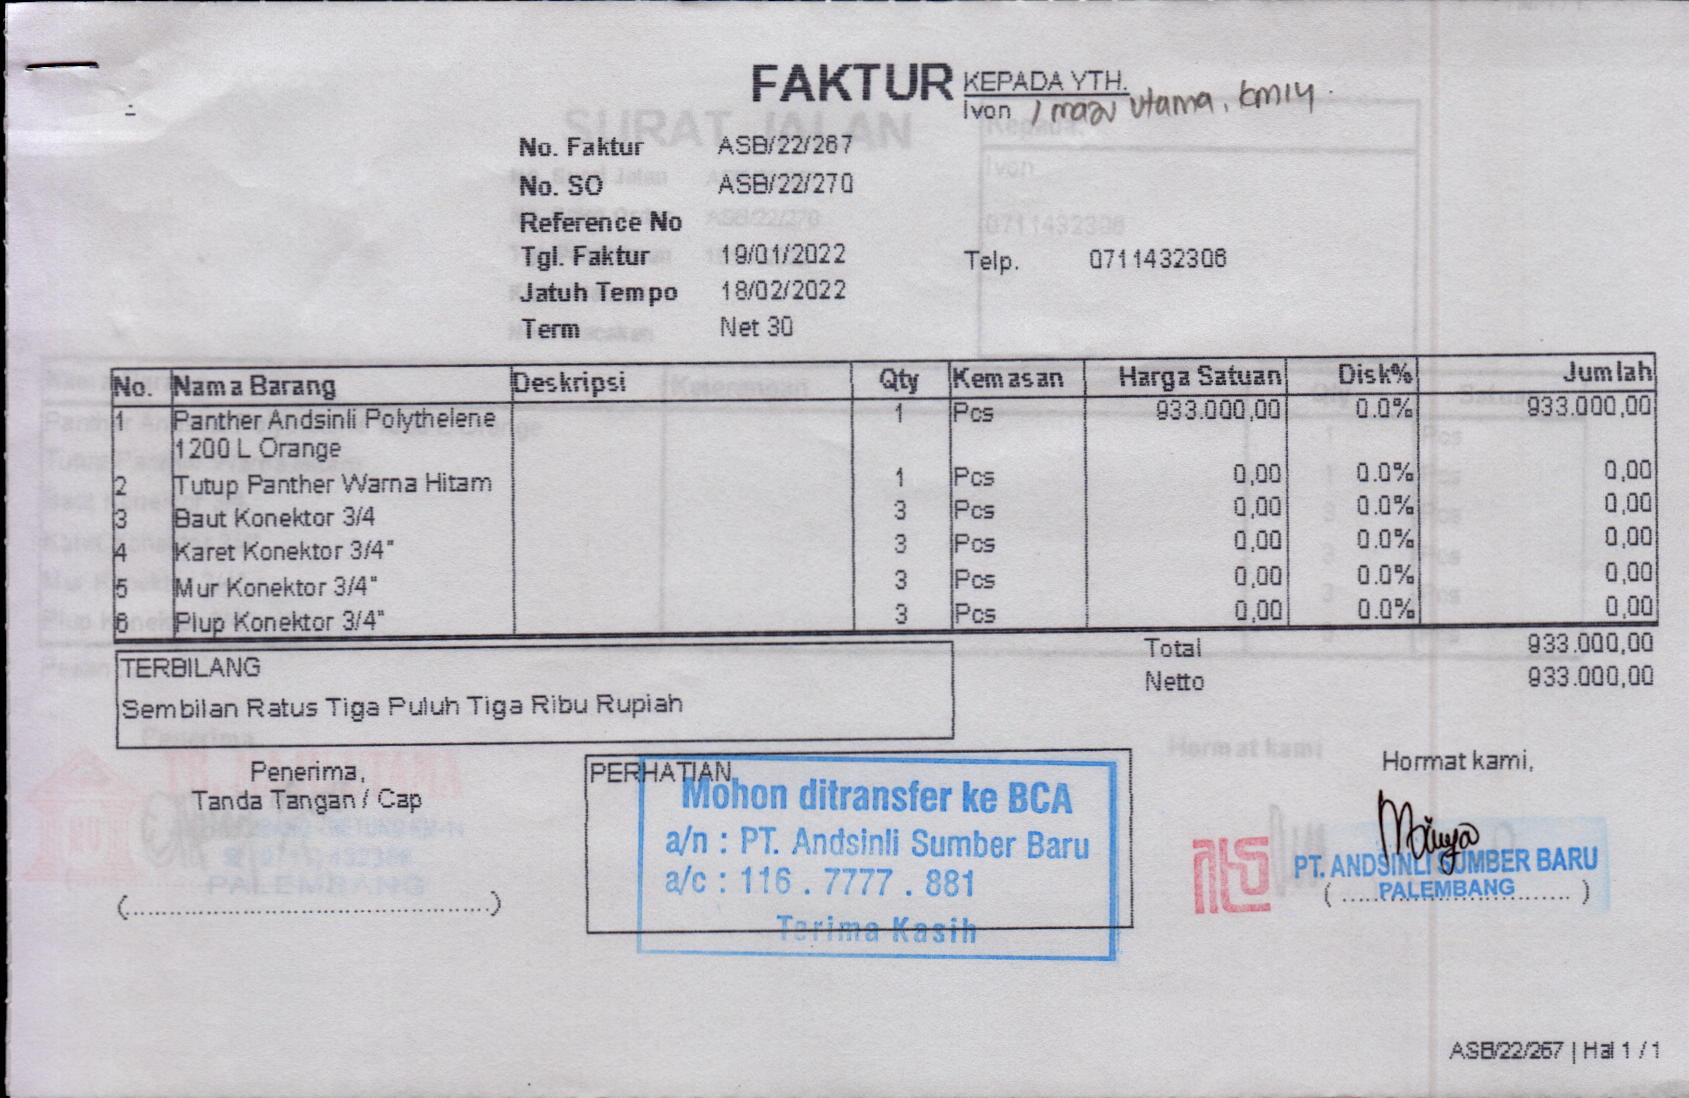 FAKTUR
KEPADA YTH.
Ivon / maju utama, km14.
No. Faktur ASB/22/267
No. SO ASB/22/270
Reference No
Tgl. Faktur 19/01/2022
Telp. 0711432306
Jatuh Tempo 18/02/2022
Term Net 30
No. Nama Barang Deskripsi Qty Kemasan Harga Satuan Disk% Jumlah
1 Panther Andsinli Polythelene 1 Pcs 933.000,00 0.0% 933.000,00
1200 L Orange
2 Tutup Panther Warna Hitam 1 Pcs 0,00 0.0% 0,00
3 Baut Konektor 3/4 3 Pcs 0,00 0.0% 0,00
4 Karet Konektor 3/4" 3 Pcs 0,00 0.0% 0,00
5 Mur Konektor 3/4" 3 Pcs 0,00 0.0% 0,00
6 Plup Konektor 3/4" 3 Pcs 0,00 0.0% 0,00
Total 933.000,00
Netto 933.000,00
TERBILANG
Sembilan Ratus Tiga Puluh Tiga Ribu Rupiah
Penerima,
Tanda Tangan / Cap
(...........................................)
PERHATIAN
Mohon ditransfer ke BCA
a/n : PT. Andsinli Sumber Baru
a/c : 116 . 7777 . 881
Terima Kasih
Hormat kami,
PT. ANDSINLI SUMBER BARU
PALEMBANG
(............................)
ASB/22/267 | Hal 1 / 1